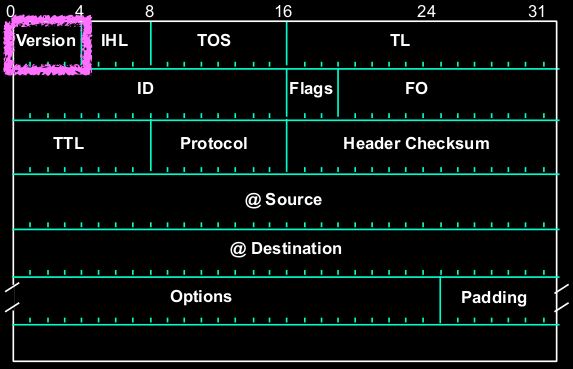 0 4 8 16 24 31
Version IHL TOS TL
ID Flags FO
TTL Protocol Header Checksum
@ Source
@ Destination
Options Padding